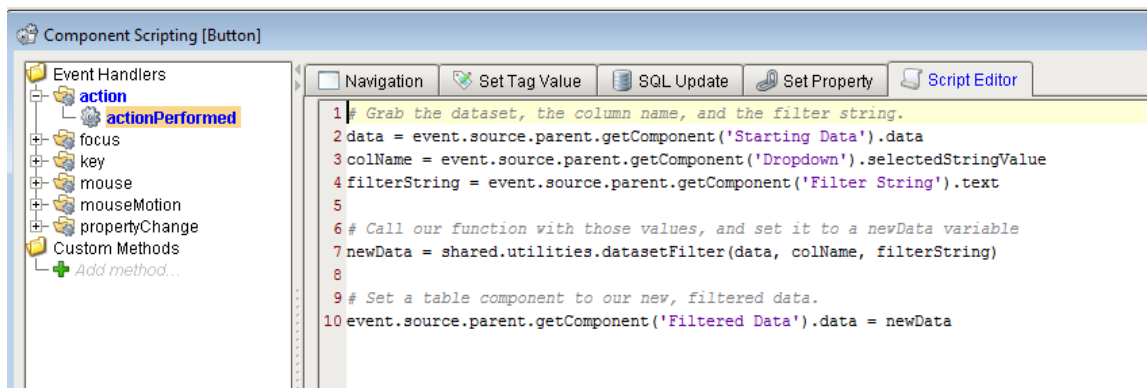 Component Scripting [Button]
Event Handlers
action
actionPerformed
focus
key
mouse
mouseMotion
propertyChange
Custom Methods
Add method...
Navigation
Set Tag Value
SQL Update
Set Property
Script Editor
1 # Grab the dataset, the column name, and the filter string.
2 data = event.source.parent.getComponent('Starting Data').data
3 colName = event.source.parent.getComponent('Dropdown').selectedStringValue
4 filterString = event.source.parent.getComponent('Filter String').text
5
6 # Call our function with those values, and set it to a newData variable
7 newData = shared.utilities.datasetFilter(data, colName, filterString)
8
9 # Set a table component to our new, filtered data.
10 event.source.parent.getComponent('Filtered Data').data = newData